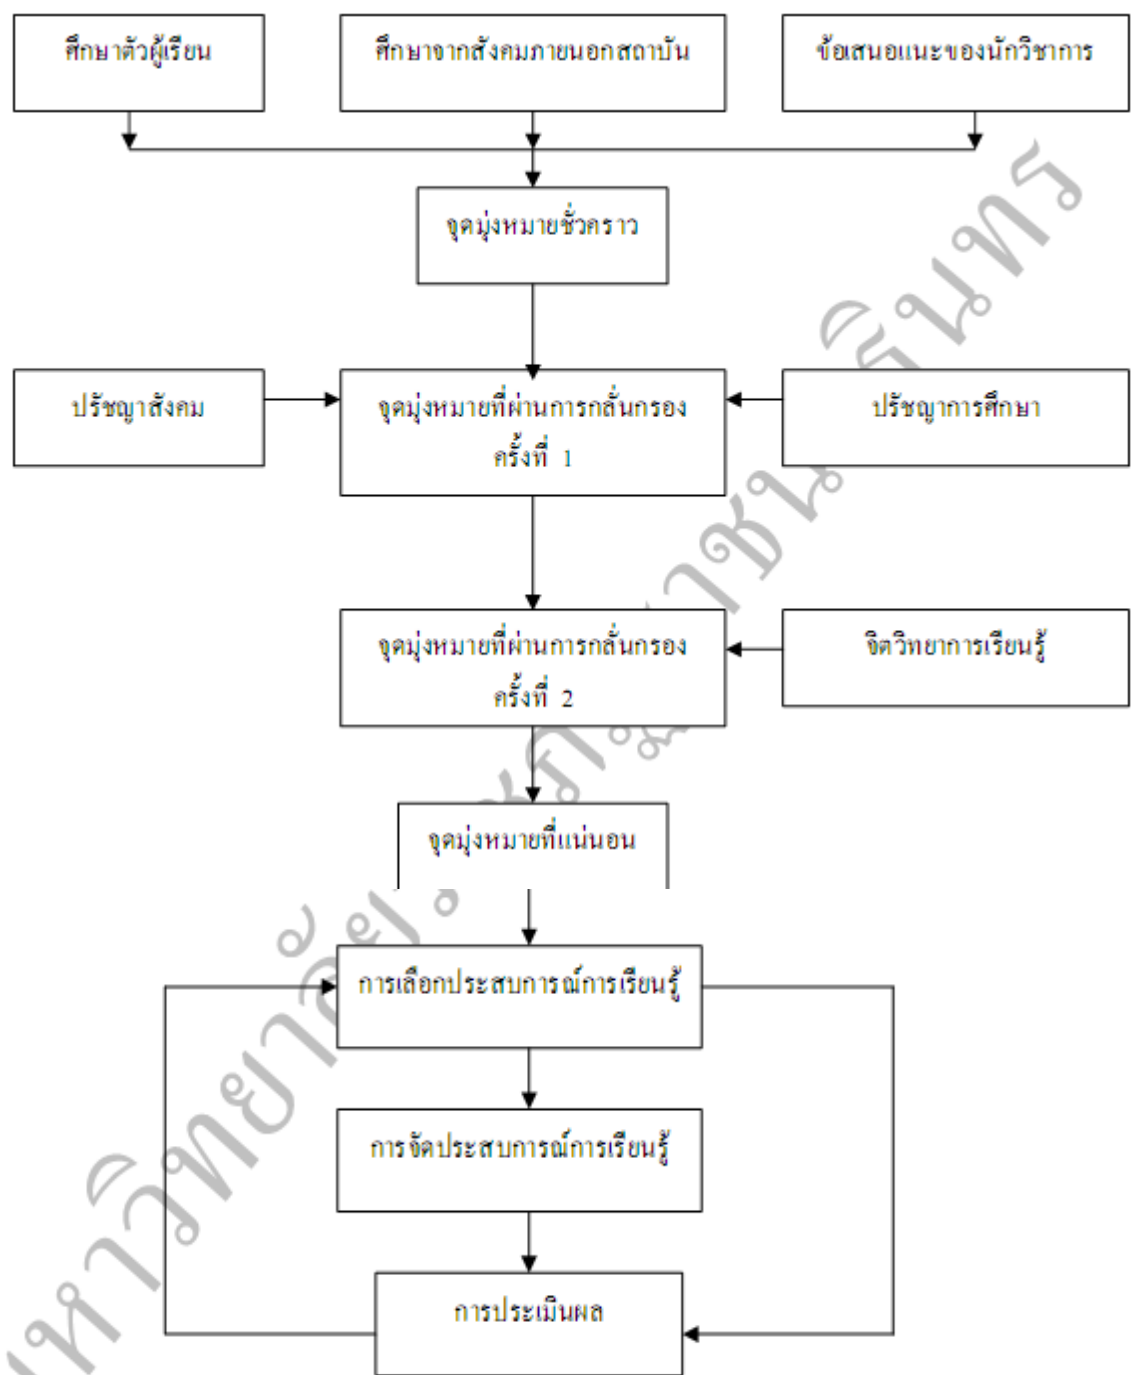 ศึกษาตัวผู้เรียน
ศึกษาจากสังคมภายนอกสถาบัน
ข้อเสนอแนะของนักวิชาการ
จุดมุ่งหมายชั่วคราว
ปรัชญาสังคม
จุดมุ่งหมายที่ผ่านการกลั่นกรอง
ครั้งที่ 1
ปรัชญาการศึกษา
จุดมุ่งหมายที่ผ่านการกลั่นกรอง
ครั้งที่ 2
จิตวิทยาการเรียนรู้
จุดมุ่งหมายที่แน่นอน
การเลือกประสบการณ์การเรียนรู้
การจัดประสบการณ์การเรียนรู้
การประเมินผล